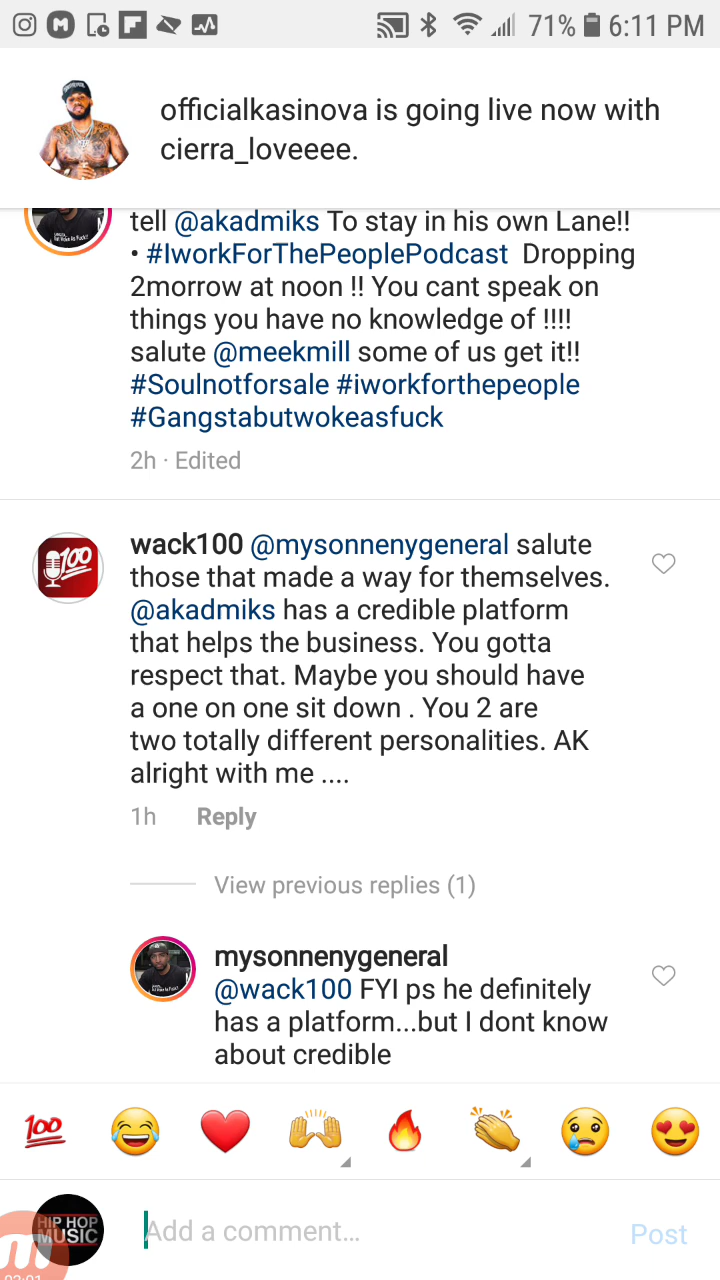 71% 6:11 PM
officialkasinova is going live now with
cierra_loveeee.
tell @akadmiks To stay in his own Lane!!
• #IworkForThePeoplePodcast Dropping
2morrow at noon !! You cant speak on
things you have no knowledge of !!!!
salute @meekmill some of us get it!!
#Soulnotforsale #iworkforthepeople
#Gangstabutwokeasfuck
2h · Edited
100
wack100 @mysonnenygeneral salute
those that made a way for themselves.
@akadmiks has a credible platform
that helps the business. You gotta
respect that. Maybe you should have
a one on one sit down . You 2 are
two totally different personalities. AK
alright with me ....
1h Reply
View previous replies (1)
mysonnenygeneral
@wack100 FYI ps he definitely
has a platform...but I dont know
about credible
💯 😂 ❤️ 🙌 🔥 👏 😢 😍
HIP HOP
MUSIC
Add a comment... Post